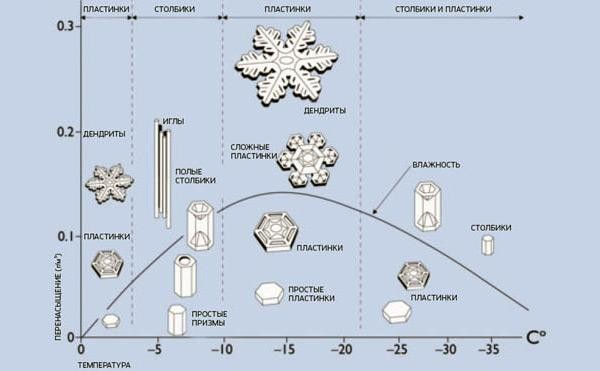 ПЛАСТИНКИ
СТОЛБИКИ
ПЛАСТИНКИ
СТОЛБИКИ И ПЛАСТИНКИ
0.3
ДЕНДРИТЫ
ИГЛЫ
0.2
ДЕНДРИТЫ
СЛОЖНЫЕ
ПЛАСТИНКИ
ВЛАЖНОСТЬ
ПОЛЫЕ
СТОЛБИКИ
0.1
ПЛАСТИНКИ
СТОЛБИКИ
ПЛАСТИНКИ
ПРОСТЫЕ
ПЛАСТИНКИ
ПЛАСТИНКИ
ПРОСТЫЕ
ПРИЗМЫ
ПЕРЕНАСЫЩЕНИЕ
0
0
–5
–10
–15
–20
–25
–30
–35
C°
ТЕМПЕРАТУРА